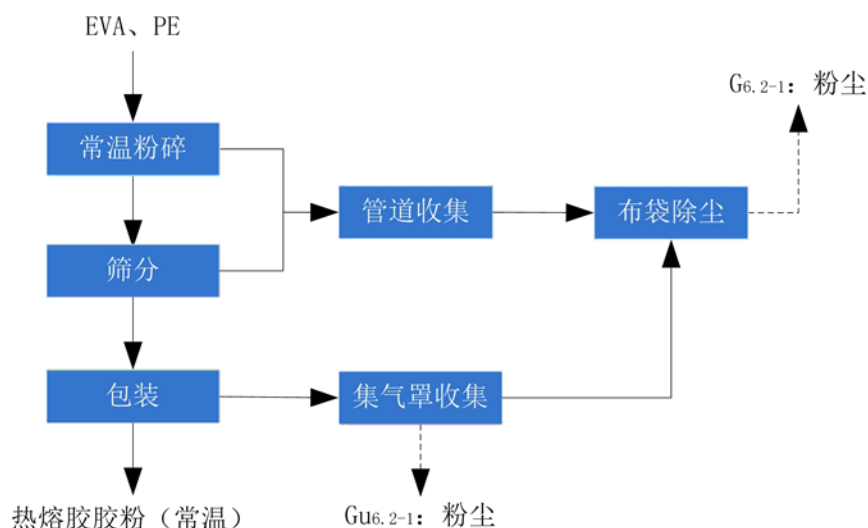 EVA、PE
G6.2-1：粉尘
常温粉碎
管道收集
布袋除尘
筛分
包装
集气罩收集
热熔胶胶粉（常温）
Gu6.2-1：粉尘